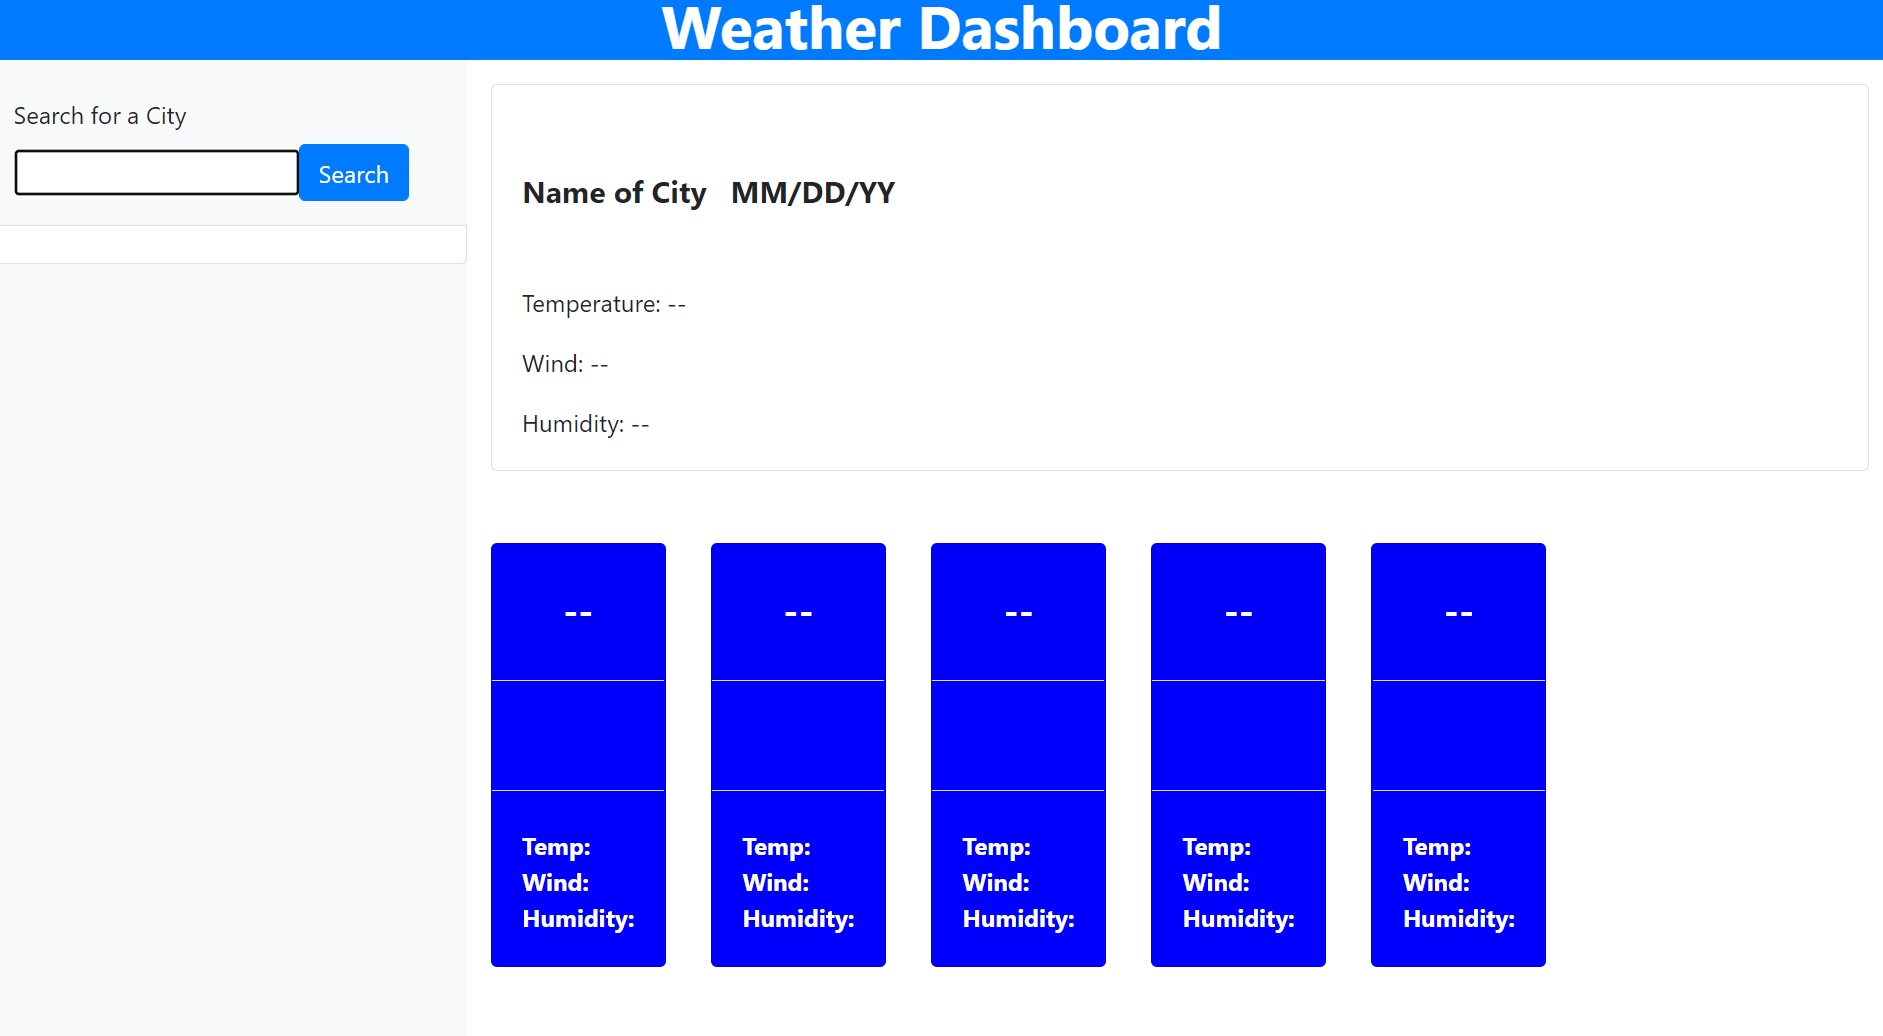 Weather Dashboard
Search for a City
Search
Name of City MM/DD/YY
Temperature: --
Wind: --
Humidity: --
--
Temp:
Wind:
Humidity:
--
Temp:
Wind:
Humidity:
--
Temp:
Wind:
Humidity:
--
Temp:
Wind:
Humidity:
--
Temp:
Wind:
Humidity: